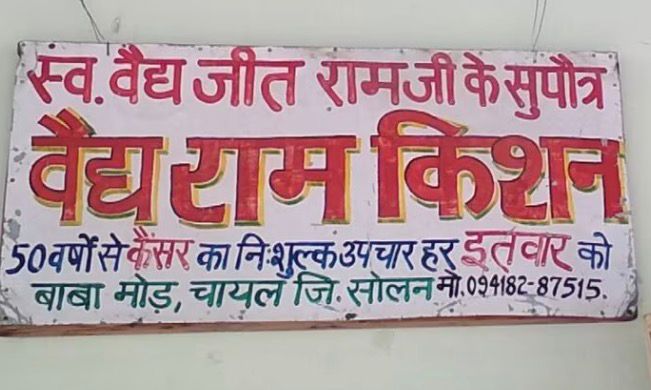 स्व. वैद्य जीत रामजी के सुपौत्र
वैद्य राम किशन
50 वर्षो से कैंसर का निःशुल्क उपचार हर इतवार को
बाबा मोड़, चायल जि. सोलन मो. 094182-87515.